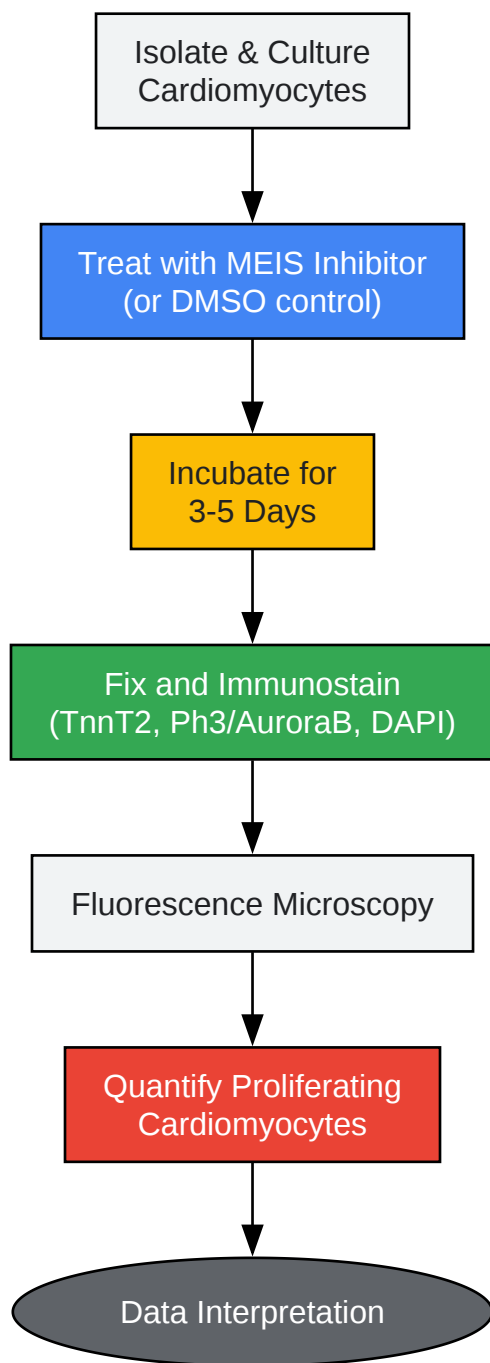 Isolate & Culture
Cardiomyocytes
Treat with MEIS Inhibitor
(or DMSO control)
Incubate for
3-5 Days
Fix and Immunostain
(TnnT2, Ph3/AuroraB, DAPI)
Fluorescence Microscopy
Quantify Proliferating
Cardiomyocytes
Data Interpretation